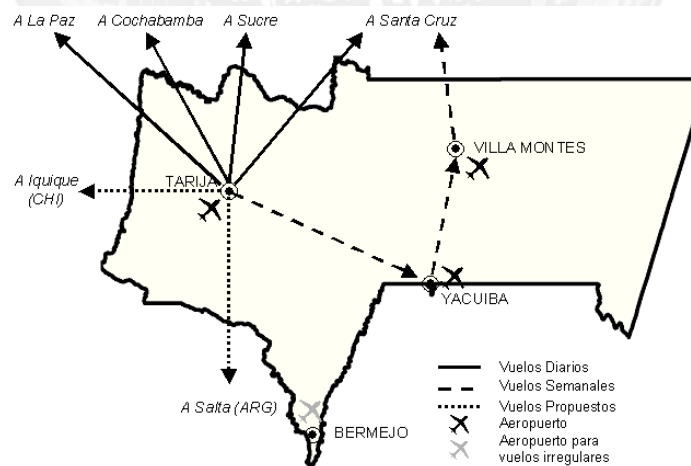 A La Paz
A Cochabamba
A Sucre
A Santa Cruz
VILLA MONTES
A Iquique
(CHI)
TARIJA
YACUIBA
A Salta (ARG)
BERMEJO
Vuelos Diarios
Vuelos Semanales
Vuelos Propuestos
Aeropuerto
Aeropuerto para
vuelos irregulares